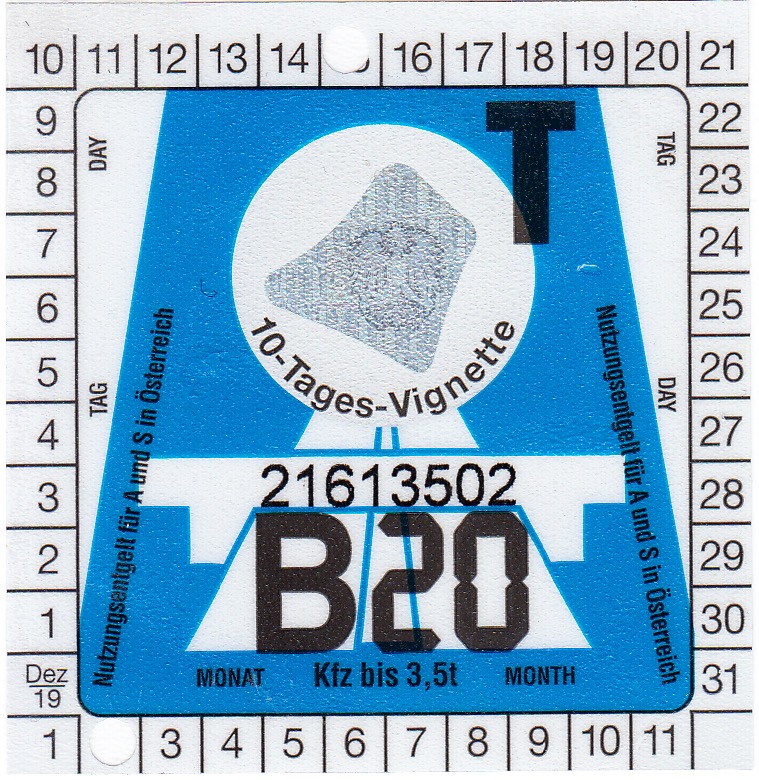 10 11 12 13 14 16 17 18 19 20 21
9 22
8 23
7 24
6 25
5 26
4 27
3 28
2 29
1 30
Dez
19
31
1 3 4 5 6 7 8 9 10 11
DAY
TAG
T
TAG
DAY
10-Tages-Vignette
Nutzungsentgelt für A und S in Österreich
Nutzungsentgelt für A und S in Österreich
21613502
B20
MONAT Kfz bis 3,5t MONTH